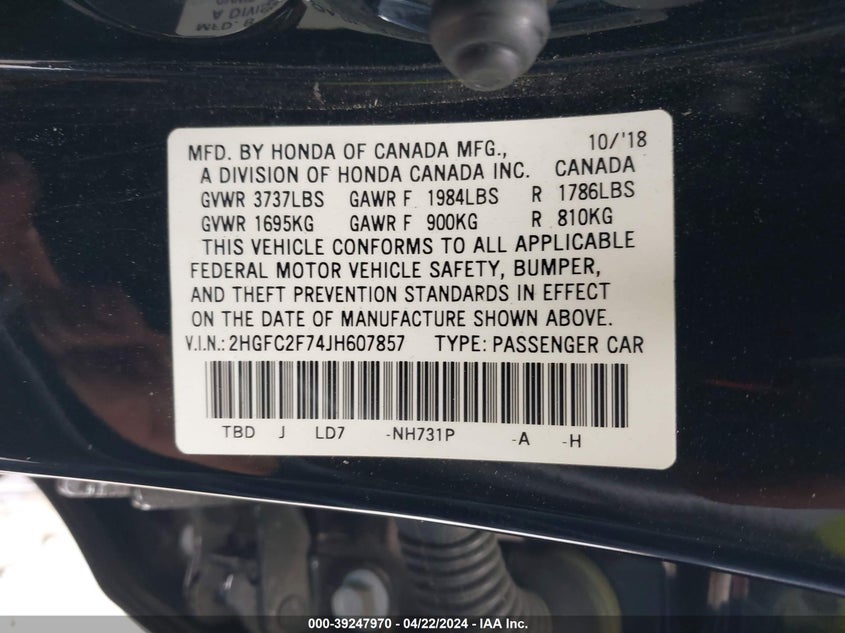 MFD. BY HONDA OF CANADA MFG., 10/'18
A DIVISION OF HONDA CANADA INC. CANADA
GVWR 3737LBS GAWR F 1984LBS R 1786LBS
GVWR 1695KG GAWR F 900KG R 810KG
THIS VEHICLE CONFORMS TO ALL APPLICABLE
FEDERAL MOTOR VEHICLE SAFETY, BUMPER,
AND THEFT PREVENTION STANDARDS IN EFFECT
ON THE DATE OF MANUFACTURE SHOWN ABOVE.
V.I.N.: 2HGFC2F74JH607857 TYPE: PASSENGER CAR
TBD J LD7 -NH731P -A -H
000-39247970 - 04/22/2024 - IAA Inc.